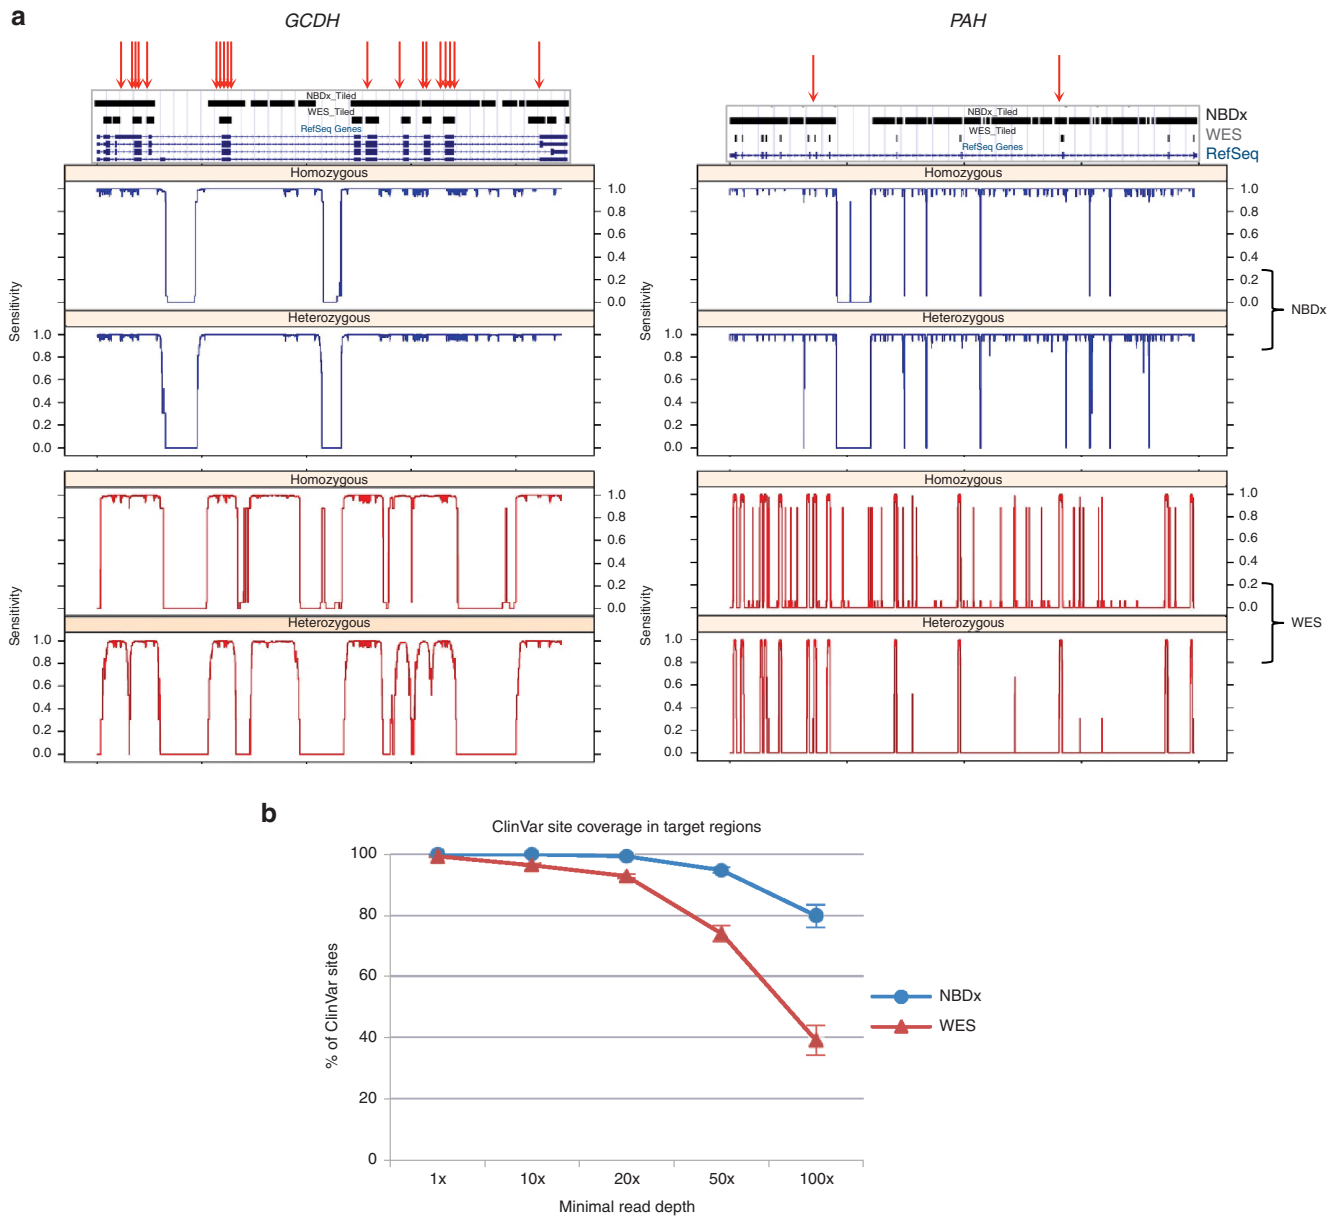 a
GCDH
PAH
NBDx_Tiled
WES_Tiled
RefSeq Genes
NBDx_Tiled
WES_Tiled
RefSeq Genes
NBDx
WES
RefSeq
Homozygous
Homozygous
1.0
0.8
0.6
0.4
0.2
0.0
1.0
0.8
0.6
0.4
0.2
0.0
Sensitivity
Sensitivity
NBDx
Heterozygous
Heterozygous
1.0
0.8
0.6
0.4
0.2
0.0
1.0
0.8
0.6
0.4
0.2
0.0
Homozygous
Homozygous
1.0
0.8
0.6
0.4
0.2
0.0
1.0
0.8
0.6
0.4
0.2
0.0
Sensitivity
Sensitivity
WES
Heterozygous
Heterozygous
1.0
0.8
0.6
0.4
0.2
0.0
1.0
0.8
0.6
0.4
0.2
0.0
b
ClinVar site coverage in target regions
% of ClinVar sites
100
80
60
40
20
0
1x
10x
20x
50x
100x
Minimal read depth
NBDx
WES